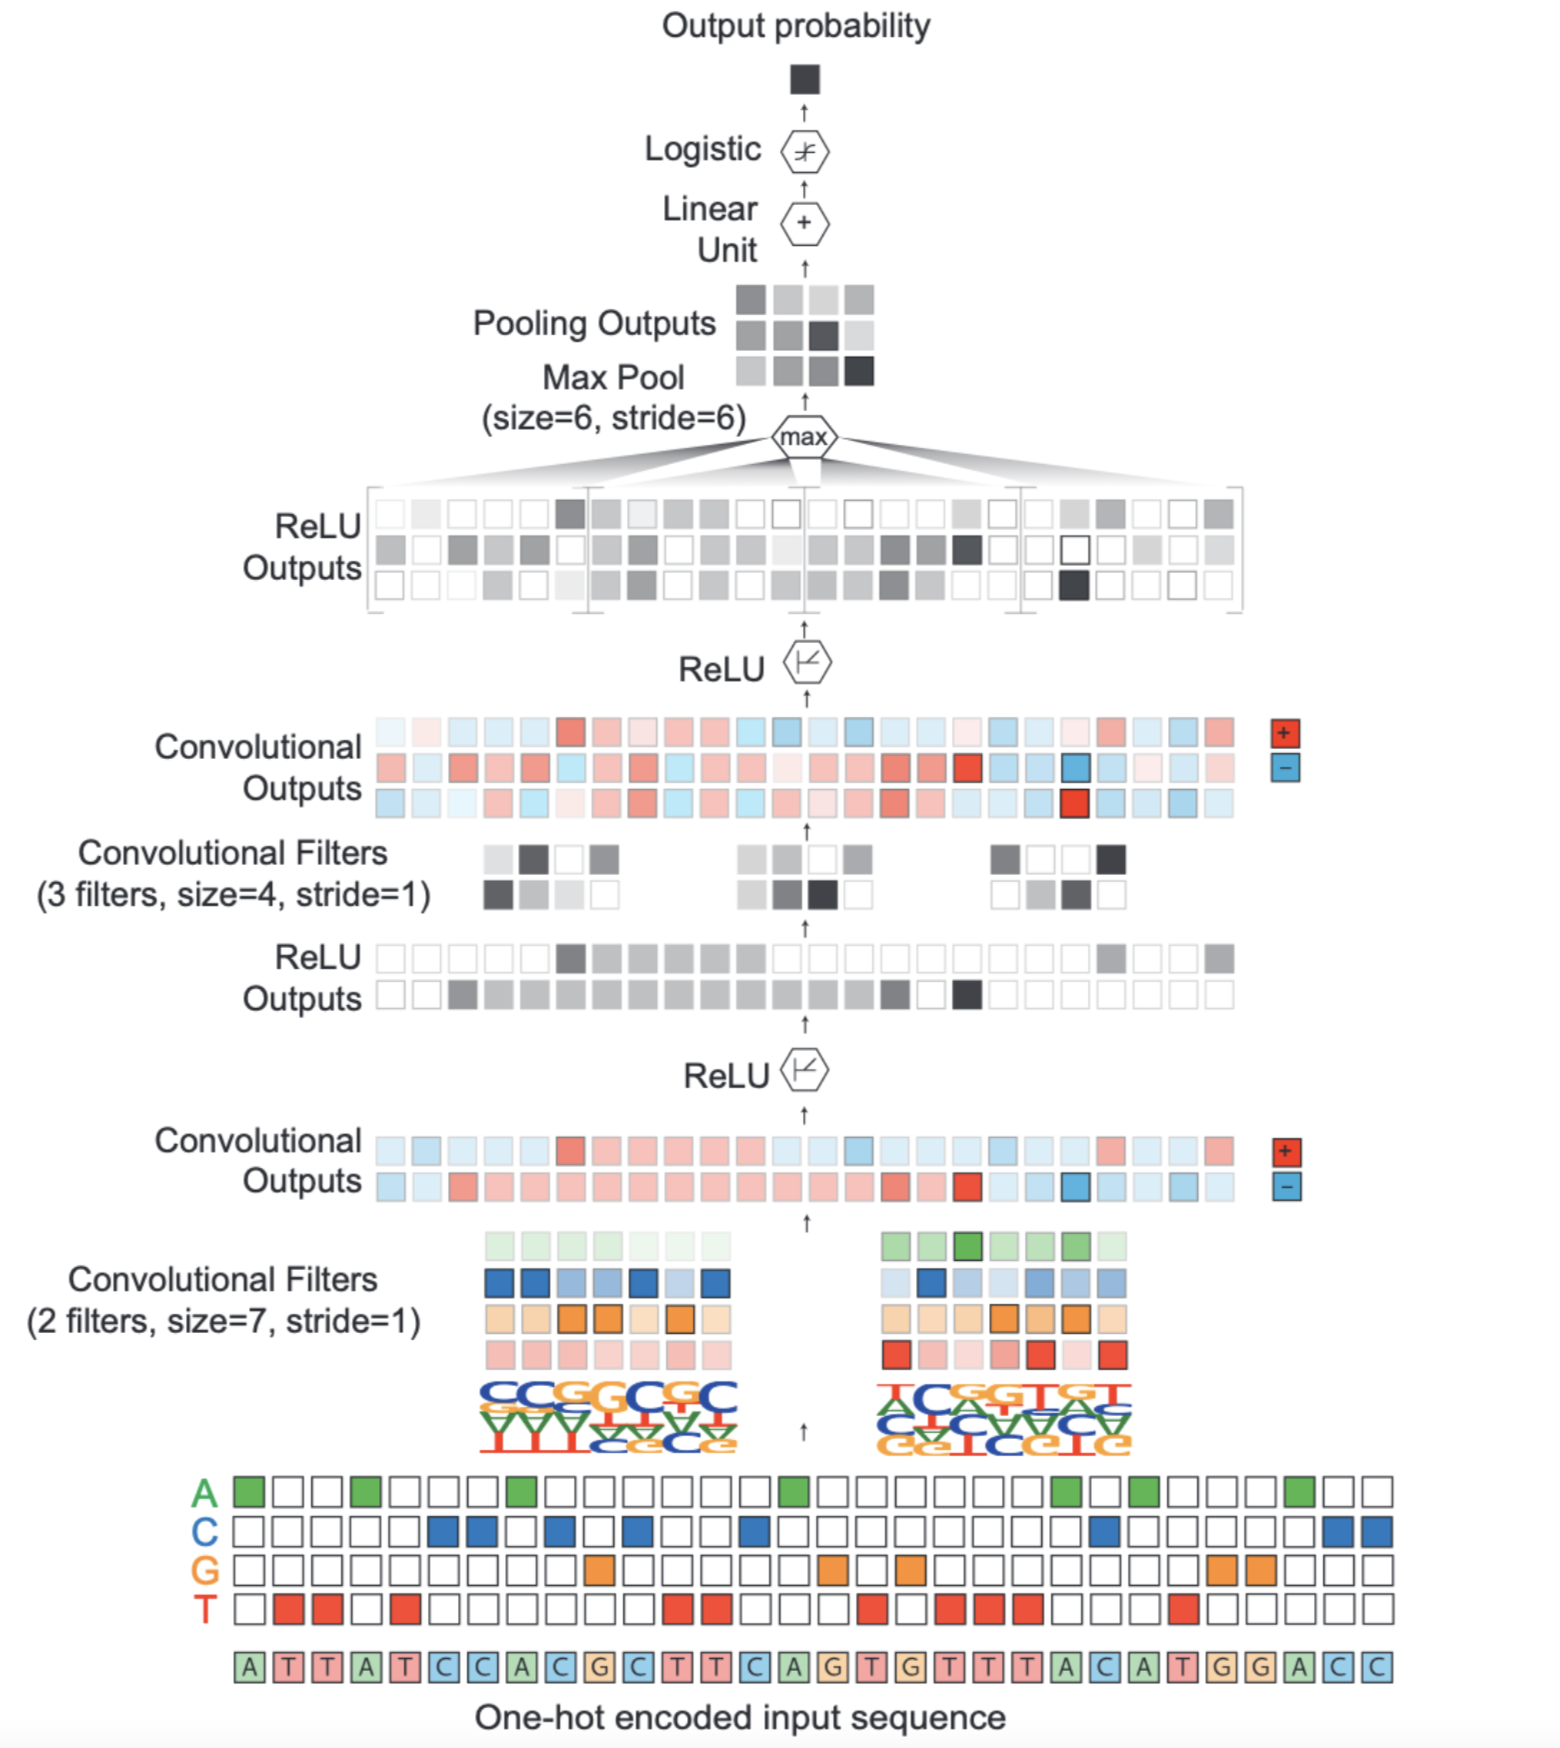 Output probability
Logistic
Linear
Unit
+
Pooling Outputs
Max Pool
(size=6, stride=6)
max
ReLU
Outputs
ReLU
Convolutional
Outputs
+
−
Convolutional Filters
(3 filters, size=4, stride=1)
ReLU
Outputs
ReLU
Convolutional
Outputs
+
−
Convolutional Filters
(2 filters, size=7, stride=1)
CCGGCGC
TCGGTGT
A
C
G
T
A T T A T C C A C G C T T C A G T G T T T A C A T G G A C C
One-hot encoded input sequence